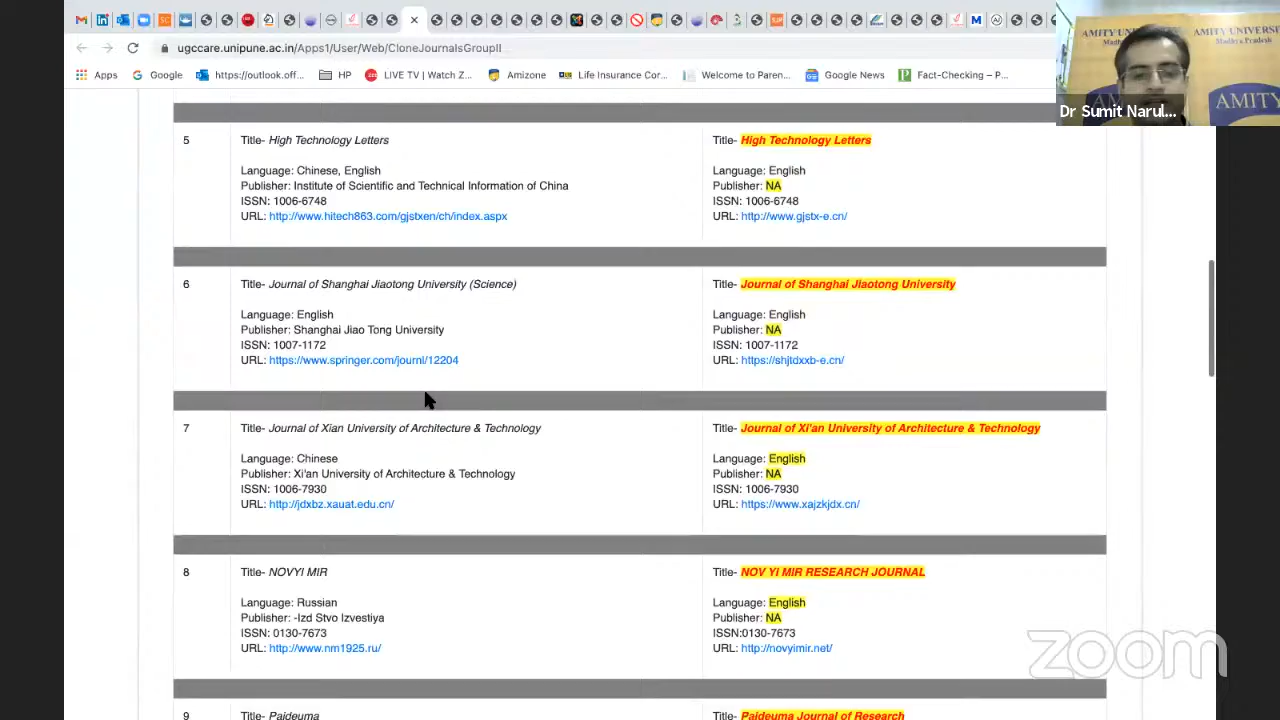 ugccare.unipune.ac.in/Apps1/User/Web/CloneJournalsGroupII
Apps
Google
https://outlook.off...
HP
LIVE TV | Watch Z...
Amizone
Life Insurance Cor...
Welcome to Paren...
Google News
Fact-Checking – P...
AMITY UNIVERSI
Madhya Pradesh
AMITY
Dr Sumit Narul...
5
Title- High Technology Letters
Language: Chinese, English
Publisher: Institute of Scientific and Technical Information of China
ISSN: 1006-6748
URL: http://www.hitech863.com/gjstxen/ch/index.aspx
Title- High Technology Letters
Language: English
Publisher: NA
ISSN: 1006-6748
URL: http://www.gjstx-e.cn/
6
Title- Journal of Shanghai Jiaotong University (Science)
Language: English
Publisher: Shanghai Jiao Tong University
ISSN: 1007-1172
URL: https://www.springer.com/journl/12204
Title- Journal of Shanghai Jiaotong University
Language: English
Publisher: NA
ISSN: 1007-1172
URL: https://shjtdxxb-e.cn/
7
Title- Journal of Xian University of Architecture & Technology
Language: Chinese
Publisher: Xi'an University of Architecture & Technology
ISSN: 1006-7930
URL: http://jdxbz.xauat.edu.cn/
Title- Journal of Xi'an University of Architecture & Technology
Language: English
Publisher: NA
ISSN: 1006-7930
URL: https://www.xajzkjdx.cn/
8
Title- NOVYI MIR
Language: Russian
Publisher: -Izd Stvo Izvestiya
ISSN: 0130-7673
URL: http://www.nm1925.ru/
Title- NOV YI MIR RESEARCH JOURNAL
Language: English
Publisher: NA
ISSN:0130-7673
URL: http://novyimir.net/
9
Title- Paideuma
Title- Paideuma Journal of Research
zoom